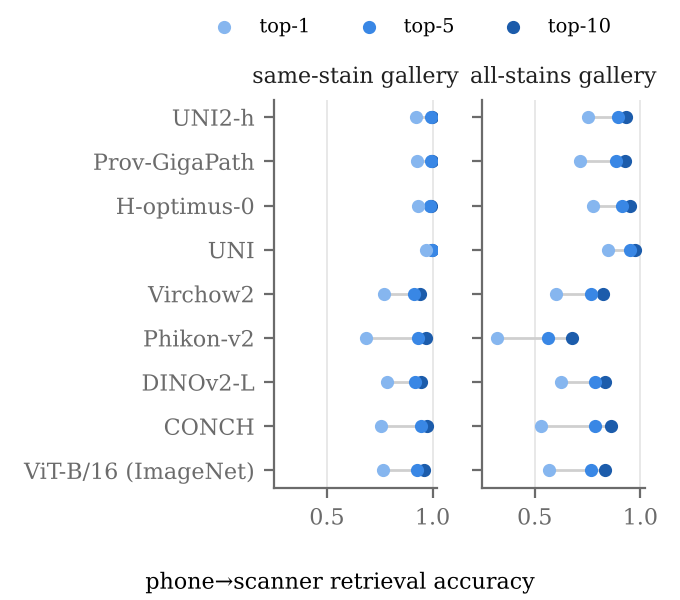 top-1 top-5 top-10
same-stain gallery all-stains gallery
UNI2-h
Prov-GigaPath
H-optimus-0
UNI
Virchow2
Phikon-v2
DINOv2-L
CONCH
ViT-B/16 (ImageNet)
0.5 1.0 0.5 1.0
phone→scanner retrieval accuracy